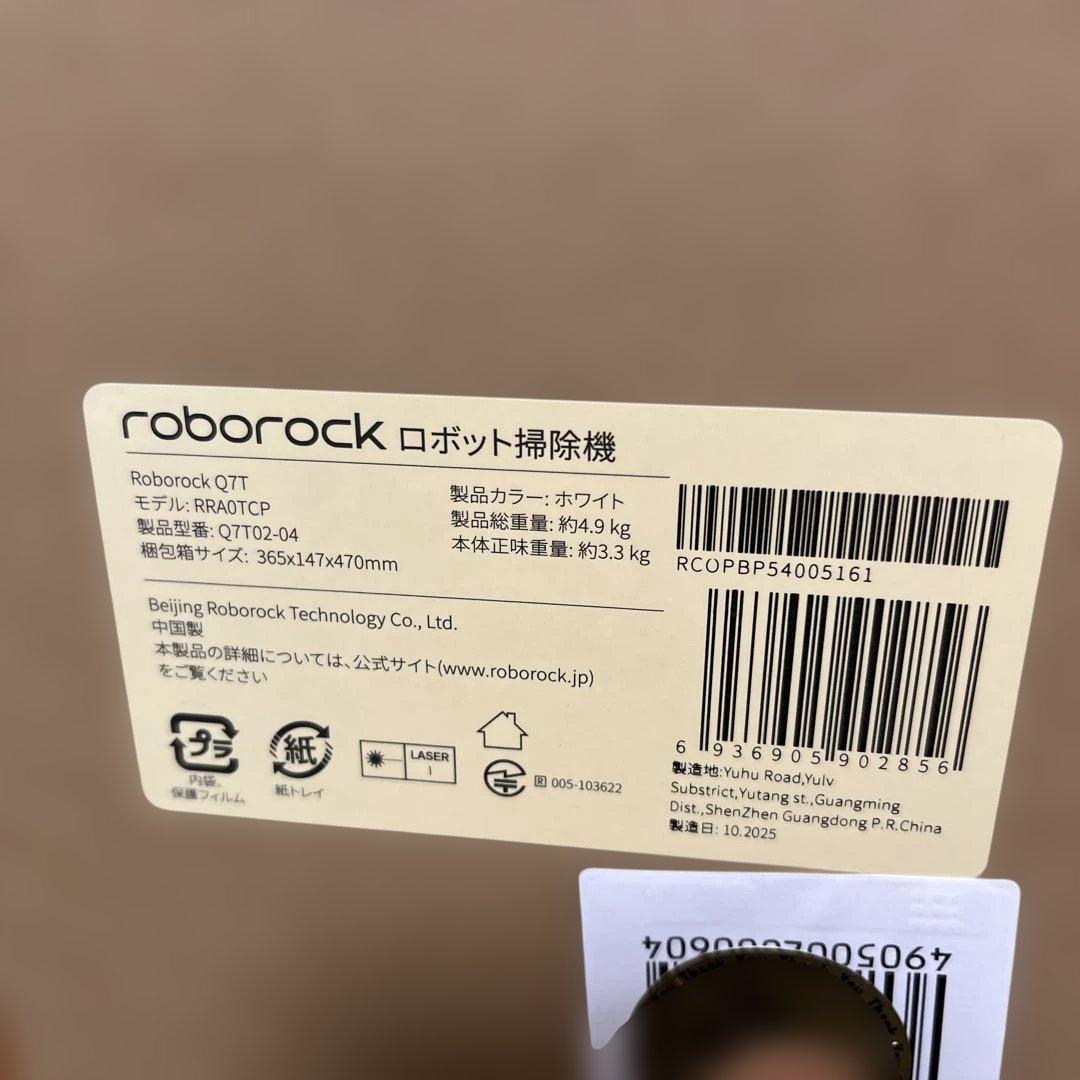 roborock ロボット掃除機
Roborock Q7T
モデル: RRA0TCP
製品型番: Q7T02-04
梱包箱サイズ: 365x147x470mm
製品カラー: ホワイト
製品総重量: 約4.9 kg
本体正味重量: 約3.3 kg
RCOPBP54005161
Beijing Roborock Technology Co., Ltd.
中国製
本製品の詳細については、公式サイト(www.roborock.jp)
をご覧ください
プラ
内袋、
保護フィルム
紙
紙トレイ
LASER
1
R 005-103622
6 936905 902856
製造地:Yuhu Road,Yulv
Substrict,Yutang st.,Guangming
Dist.,ShenZhen Guangdong P.R.China
製造日: 10.2025
Thank You